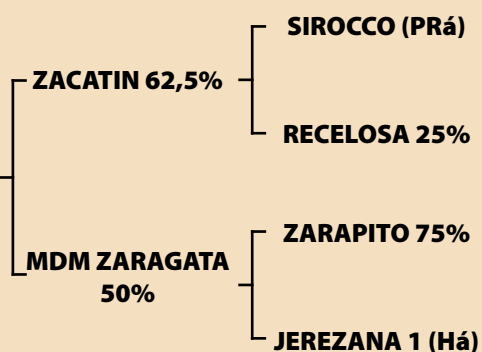 SIROCCO (PRá)
ZACATIN 62,5%
RECELOSA 25%
ZARAPITO 75%
MDM ZARAGATA
50%
JEREZANA 1 (Há)